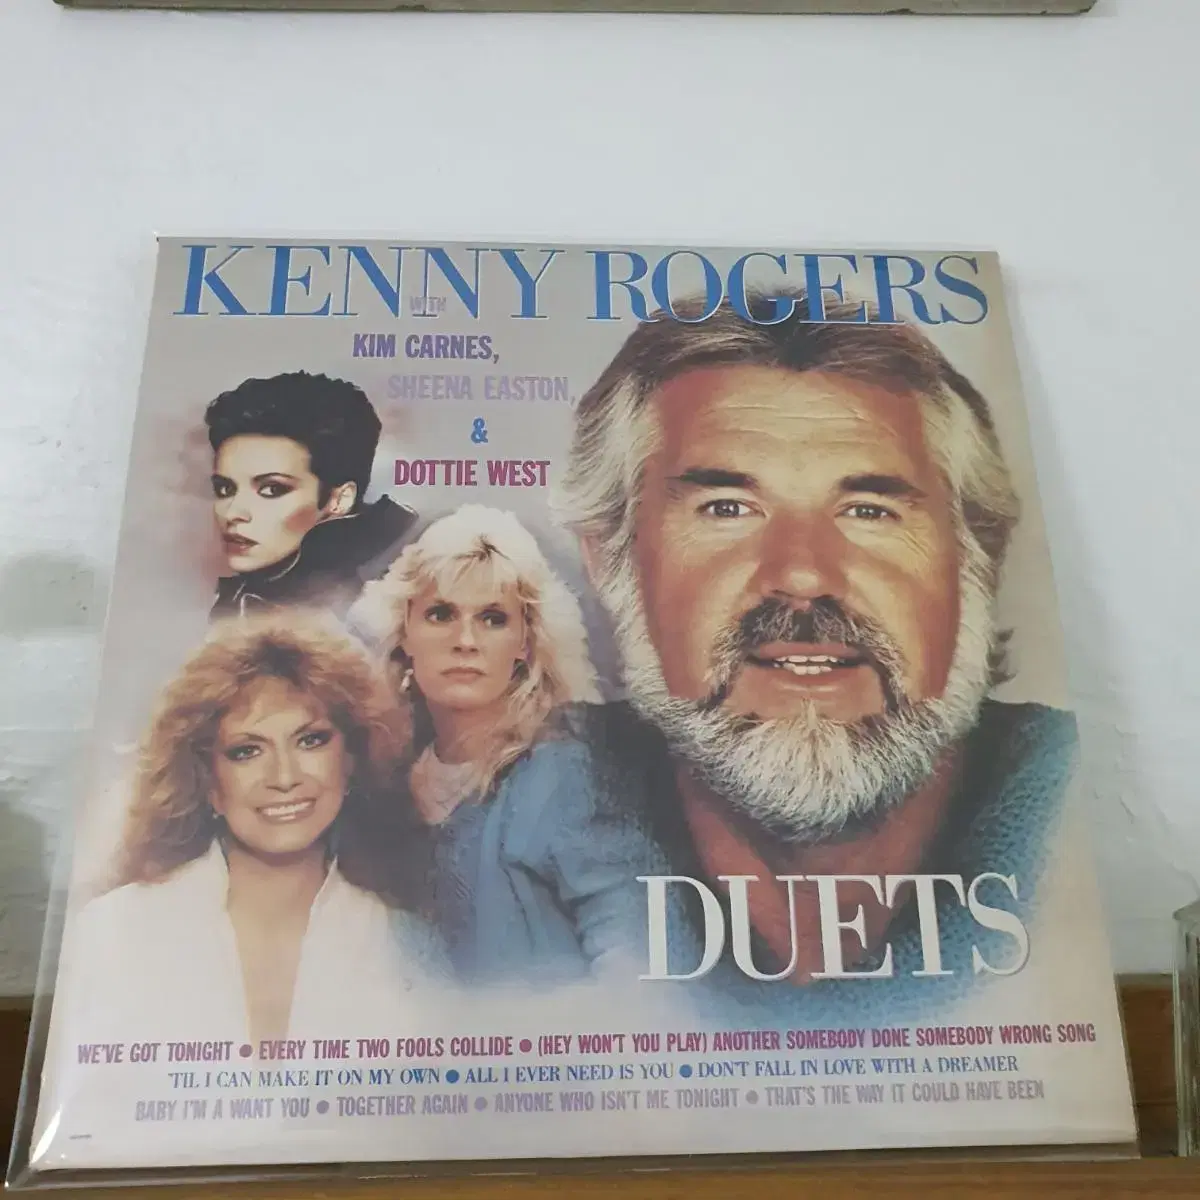 KENNY ROGERS
WITH
KIM CARNES,
SHEENA EASTON,
&
DOTTIE WEST
DUETS
WE'VE GOT TONIGHT ● EVERY TIME TWO FOOLS COLLIDE ● (HEY WON'T YOU PLAY) ANOTHER SOMEBODY DONE SOMEBODY WRONG SONG
'TIL I CAN MAKE IT ON MY OWN ● ALL I EVER NEED IS YOU ● DON'T FALL IN LOVE WITH A DREAMER
BABY I'M A WANT YOU ● TOGETHER AGAIN ● ANYONE WHO ISN'T ME TONIGHT ● THAT'S THE WAY IT COULD HAVE BEEN